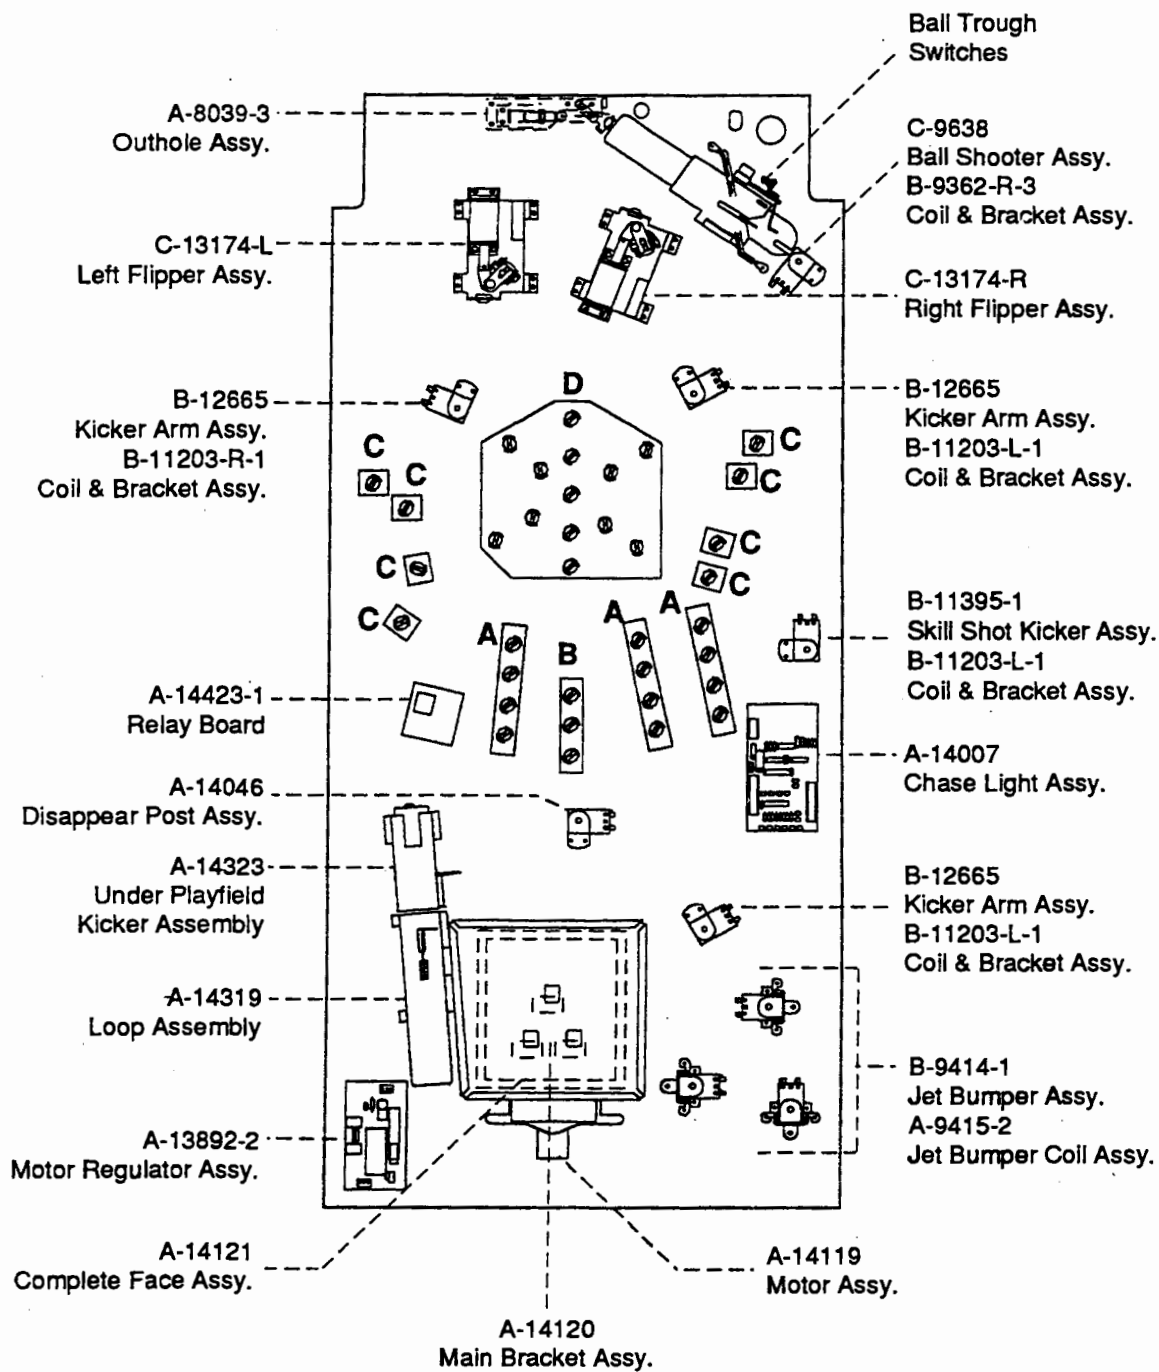 Ball Trough
Switches
A-8039-3
Outhole Assy.
C-9638
Ball Shooter Assy.
B-9362-R-3
Coil & Bracket Assy.
C-13174-L
Left Flipper Assy.
C-13174-R
Right Flipper Assy.
B-12665
Kicker Arm Assy.
B-11203-R-1
Coil & Bracket Assy.
D
B-12665
Kicker Arm Assy.
B-11203-L-1
Coil & Bracket Assy.
C
C
C
C
C
C
C
C
A
B
A
A
B-11395-1
Skill Shot Kicker Assy.
B-11203-L-1
Coil & Bracket Assy.
A-14423-1
Relay Board
A-14007
Chase Light Assy.
A-14046
Disappear Post Assy.
A-14323
Under Playfield
Kicker Assembly
B-12665
Kicker Arm Assy.
B-11203-L-1
Coil & Bracket Assy.
A-14319
Loop Assembly
B-9414-1
Jet Bumper Assy.
A-9415-2
Jet Bumper Coil Assy.
A-13892-2
Motor Regulator Assy.
A-14121
Complete Face Assy.
A-14119
Motor Assy.
A-14120
Main Bracket Assy.